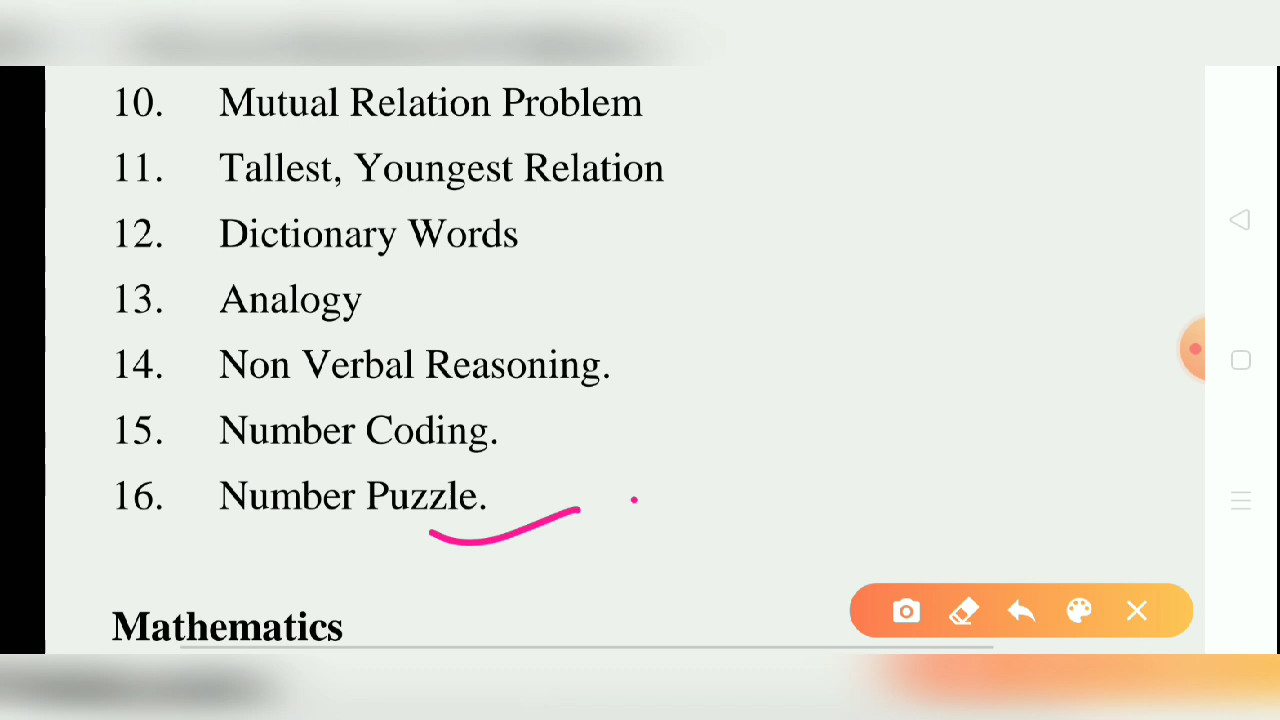 10. Mutual Relation Problem
11. Tallest, Youngest Relation
12. Dictionary Words
13. Analogy
14. Non Verbal Reasoning.
15. Number Coding.
16. Number Puzzle.
Mathematics